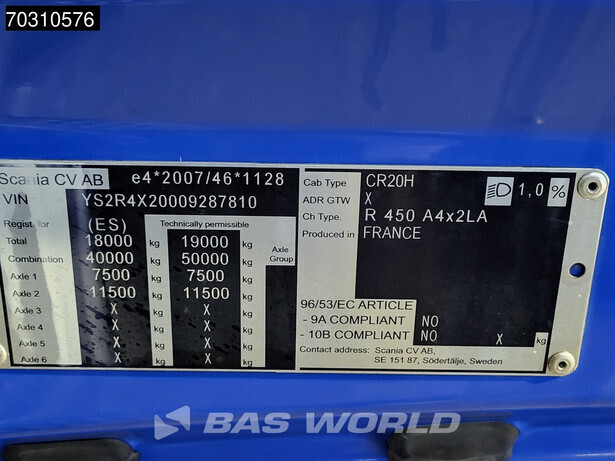 70310576
Scania CV AB e4*2007/46*1128
VIN YS2R4X20009287810
Regist. for: (ES) Technically permissible
Total 18000 kg 19000 kg Axle Group
Combination 40000 kg 50000 kg
Axle 1 7500 kg 7500 kg
Axle 2 11500 kg 11500 kg
Axle 3 X kg X kg
Axle 4 X kg X kg
Axle 5 X kg X kg
Axle 6 X kg X kg
Cab Type CR20H 1,0 %
ADR GTW X
Ch. Type R 450 A4x2LA
Produced in FRANCE
96/53/EC ARTICLE
- 9A COMPLIANT NO
- 10B COMPLIANT NO X kg
Contact address: Scania CV AB,
SE 151 87, Södertälje, Sweden
BAS WORLD